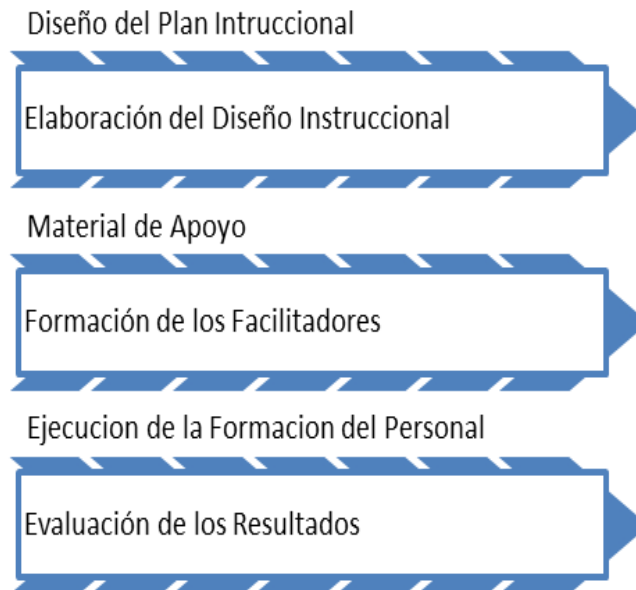 Diseño del Plan Intruccional
Elaboración del Diseño Instruccional
Material de Apoyo
Formación de los Facilitadores
Ejecucion de la Formacion del Personal
Evaluación de los Resultados